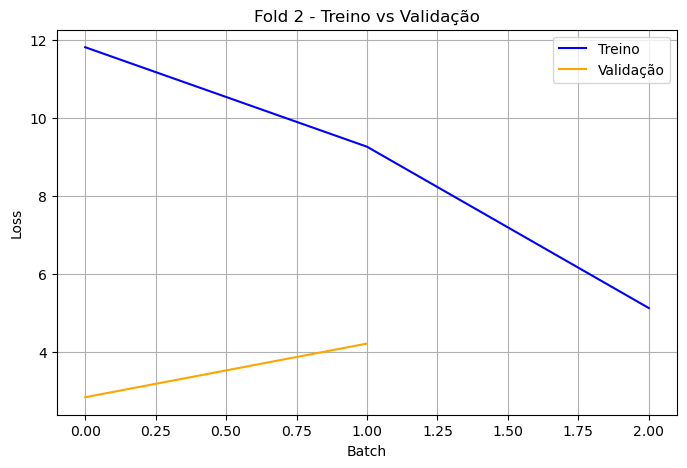 Fold 2 - Treino vs Validação
Treino
Validação
Loss
12
10
8
6
4
0.00 0.25 0.50 0.75 1.00 1.25 1.50 1.75 2.00
Batch